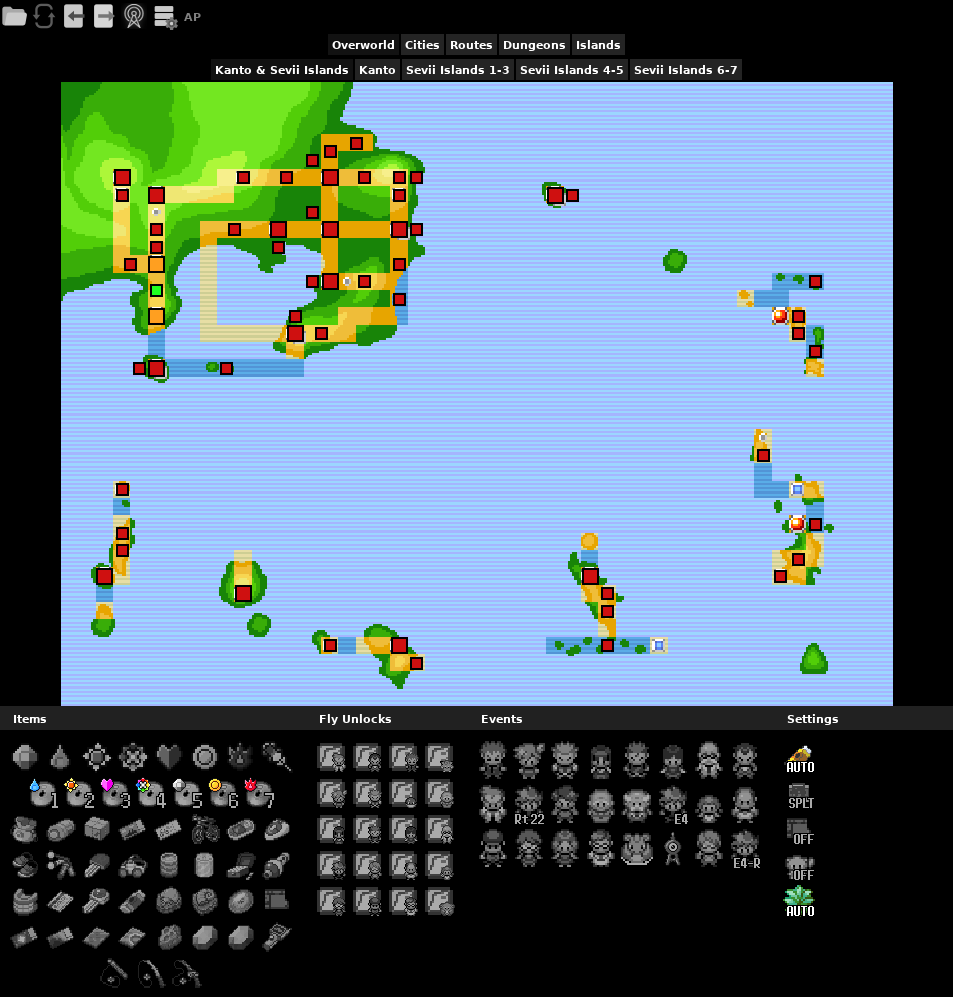 AP
Overworld Cities Routes Dungeons Islands
Kanto & Sevii Islands Kanto Sevii Islands 1-3 Sevii Islands 4-5 Sevii Islands 6-7
Items Fly Unlocks Events Settings
AUTO
1 2 3 4 5 6 7
SPLT
Rt22 E4
OFF
E4-R
OFF
AUTO